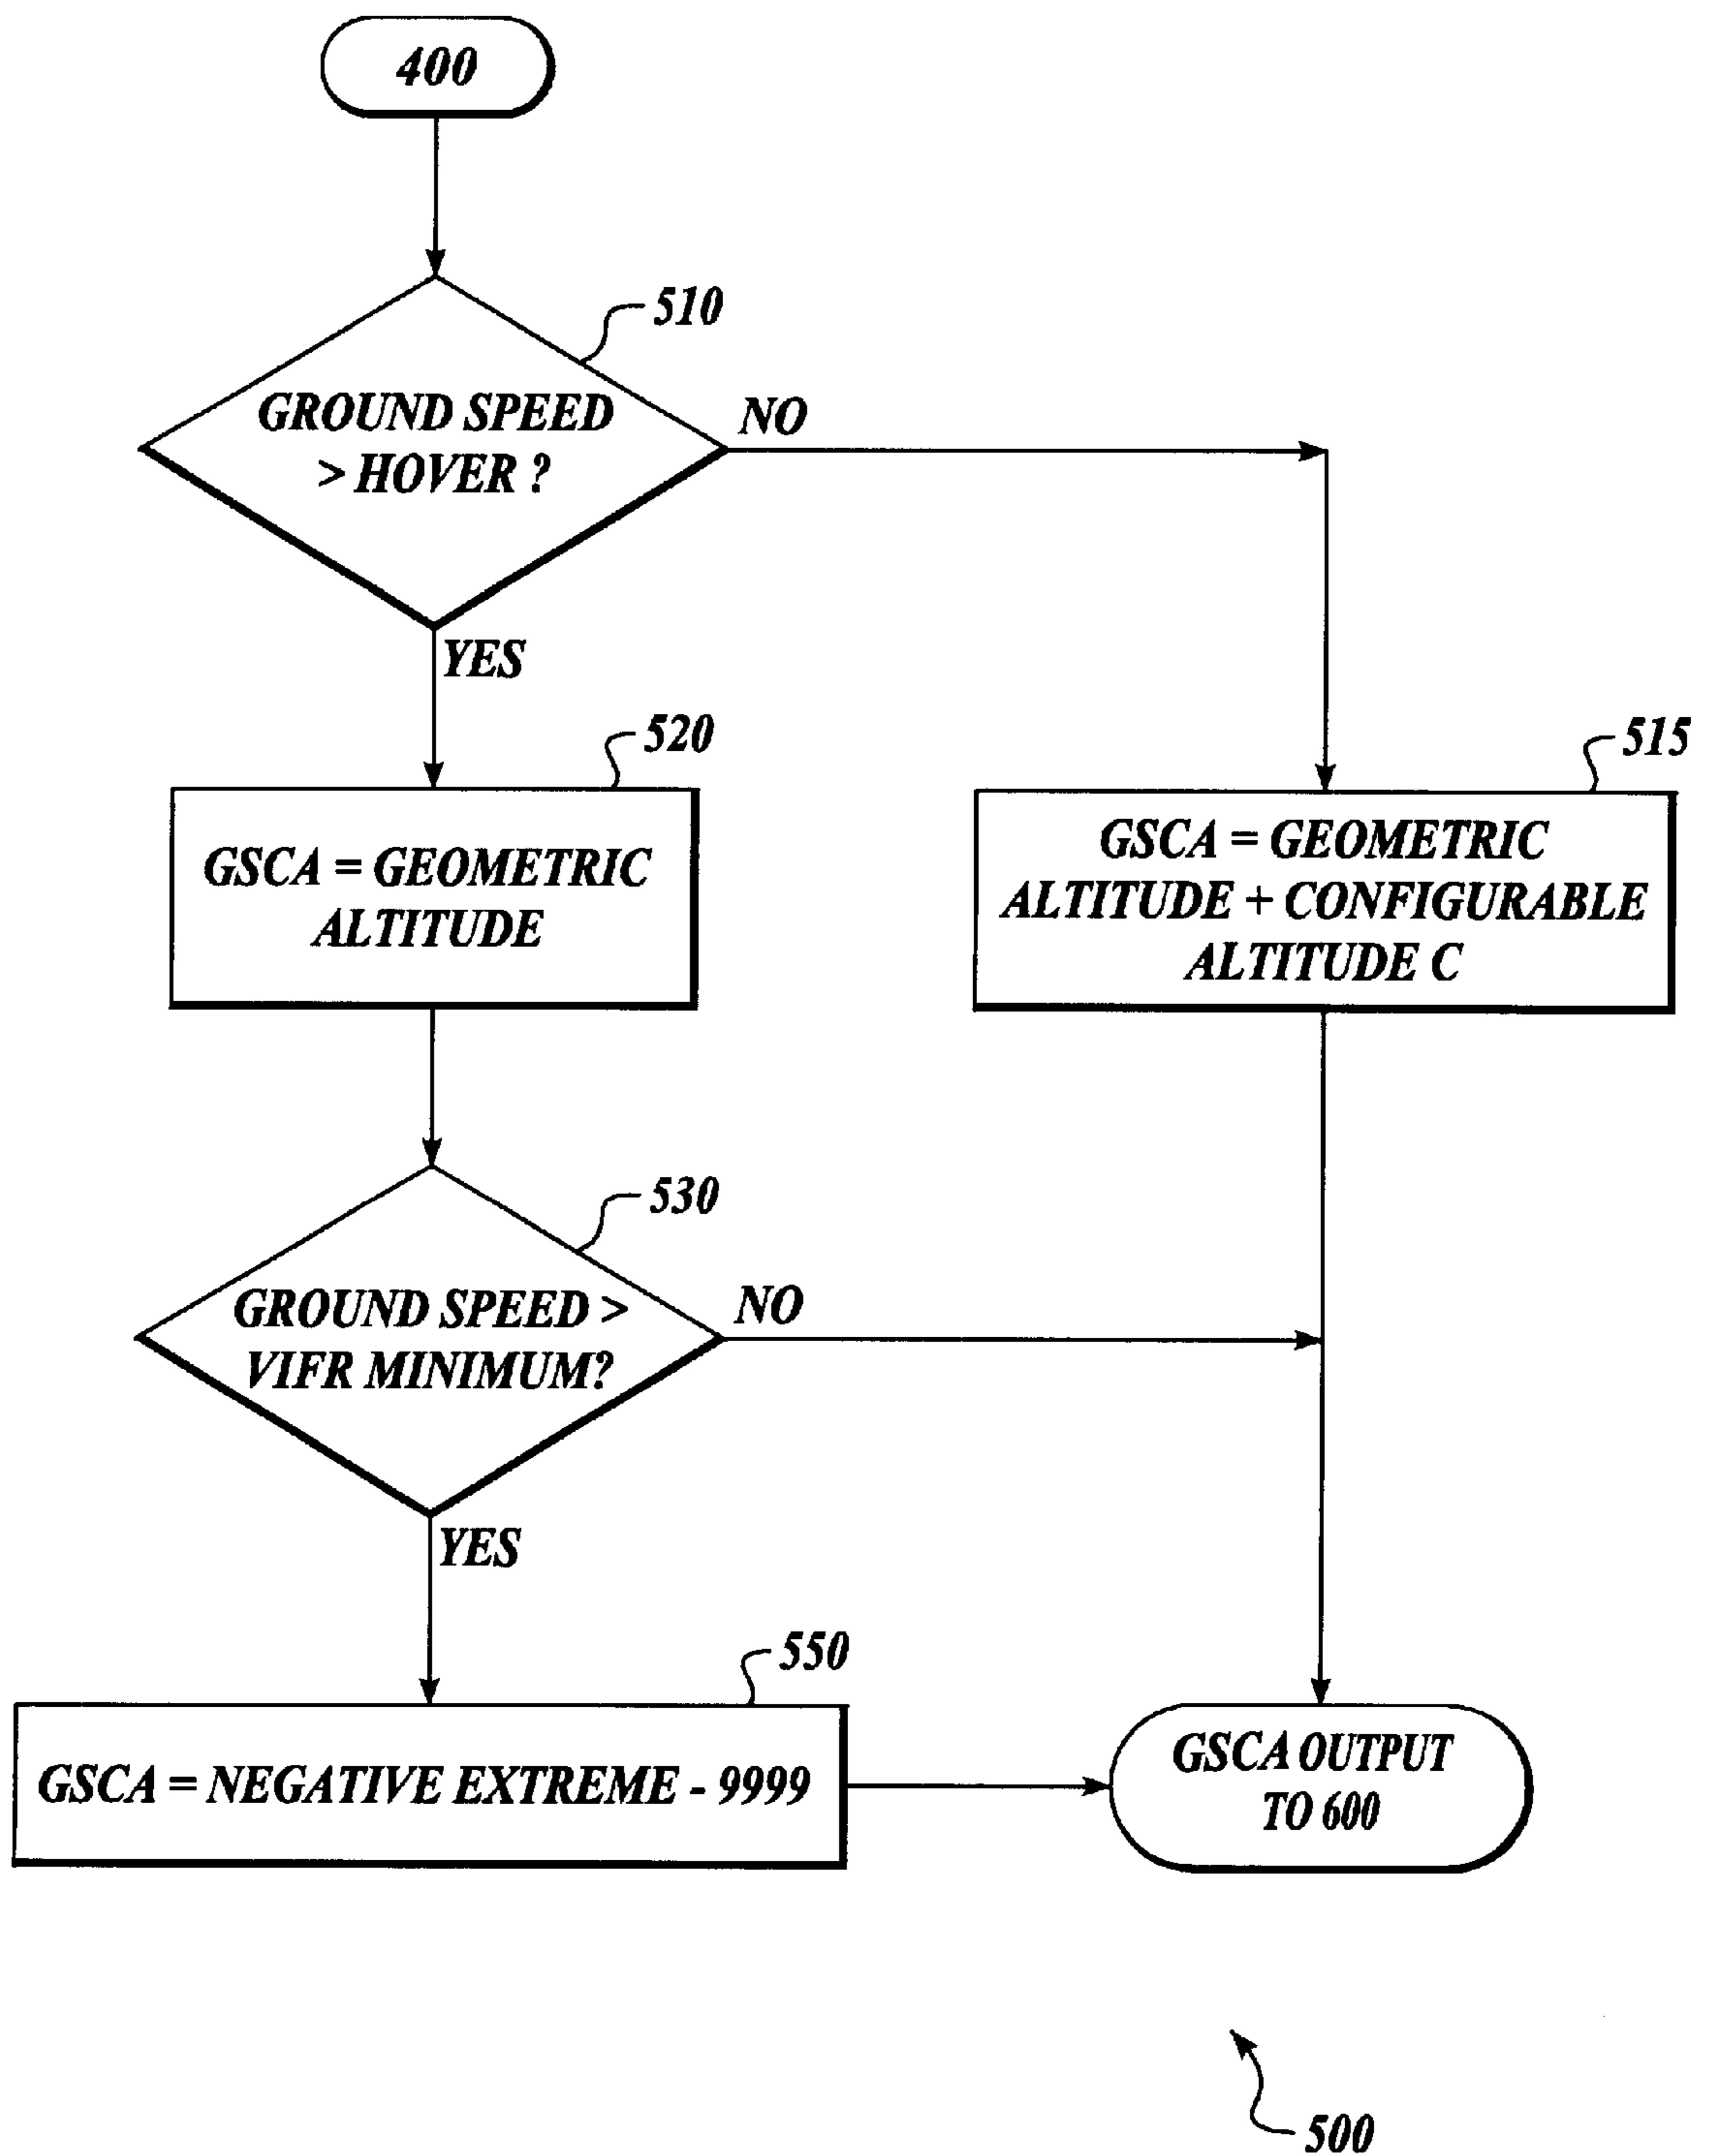 400
510
GROUND SPEED
> HOVER ?
NO
YES
520
GSCA = GEOMETRIC
ALTITUDE
515
GSCA = GEOMETRIC
ALTITUDE + CONFIGURABLE
ALTITUDE C
530
GROUND SPEED >
VIFR MINIMUM?
NO
YES
550
GSCA = NEGATIVE EXTREME - 9999
GSCA OUTPUT
TO 600
500